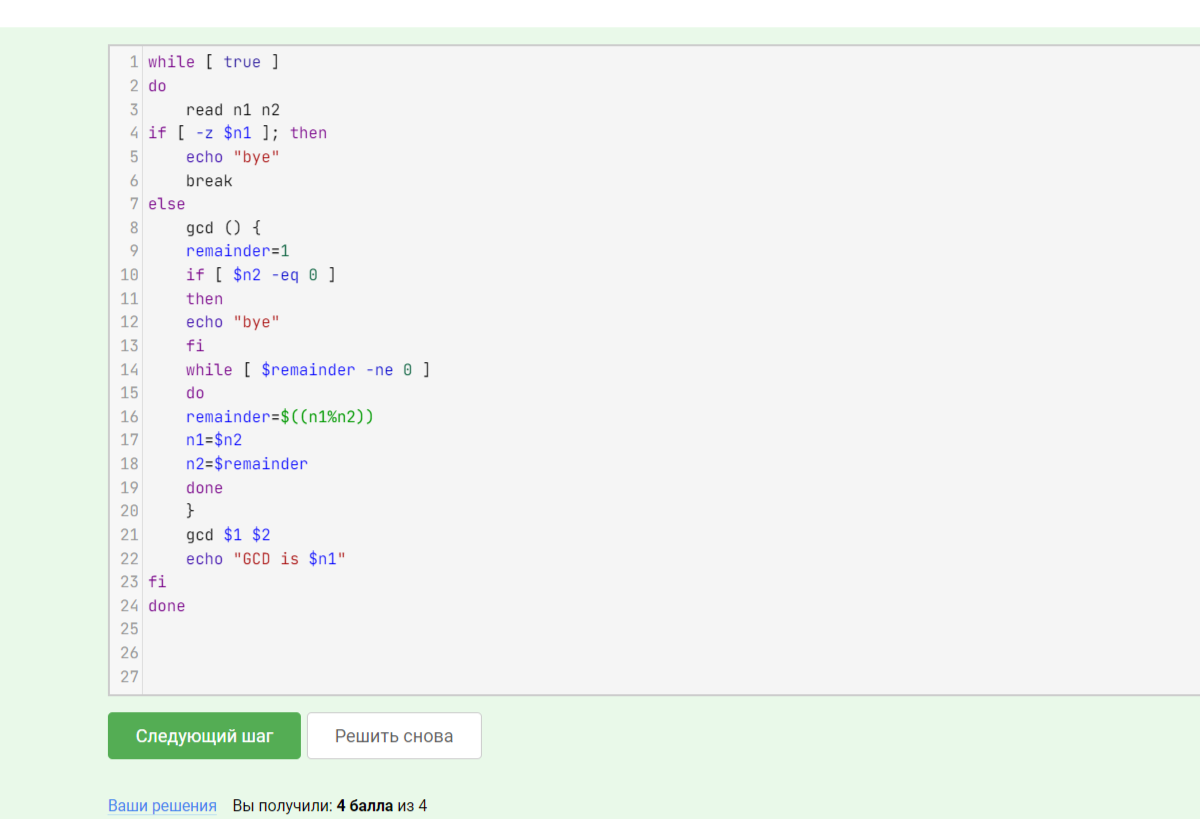 1 while [ true ]
2 do
3     read n1 n2
4 if [ -z $n1 ]; then
5     echo "bye"
6     break
7 else
8     gcd () {
9     remainder=1
10     if [ $n2 -eq 0 ]
11     then
12     echo "bye"
13     fi
14     while [ $remainder -ne 0 ]
15     do
16     remainder=$((n1%n2))
17     n1=$n2
18     n2=$remainder
19     done
20     }
21     gcd $1 $2
22     echo "GCD is $n1"
23 fi
24 done
25
26
27
Следующий шаг Решить снова
Ваши решения Вы получили: 4 балла из 4